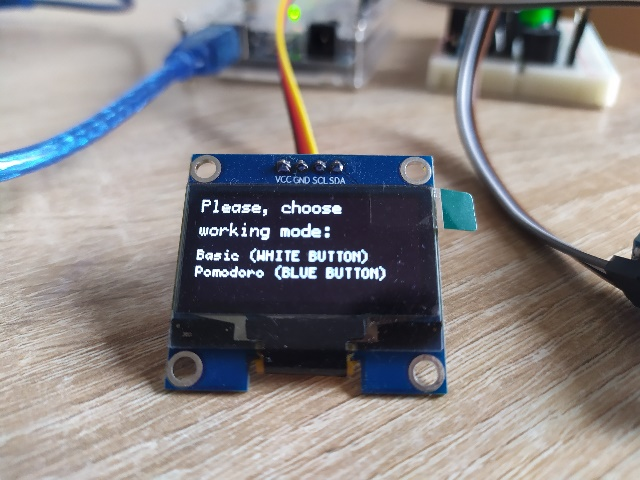 VCC GND SCL SDA
Please, choose
working mode:
Basic (WHITE BUTTON)
Pomodoro (BLUE BUTTON)